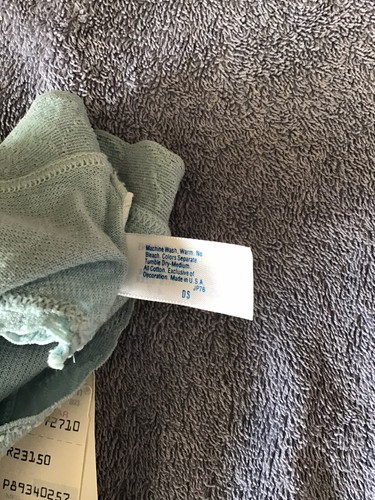 Machine Wash, Warm. No
Bleach. Colors Separate.
Tumble Dry-Medium.
All Cotton. Exclusive of
Decoration. Made in U.S.A
JP76
DS
2710
R23150
P89340257